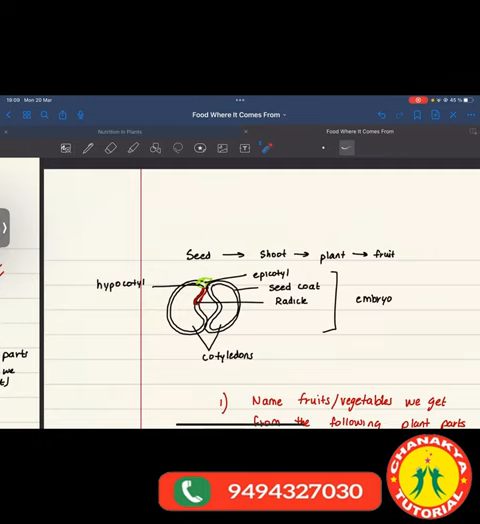 18:09 Mon 20 Mar
45 %
Food Where It Comes From
Nutrition in Plants
Food Where It Comes From
Seed → Shoot → plant → fruit
hypocotyl
epicotyl
seed coat
Radicle
embryo
cotyledons
parts
we
1) Name fruits/vegetables we get
from the following plant parts
CHANAKYA
TUTORIAL
9494327030